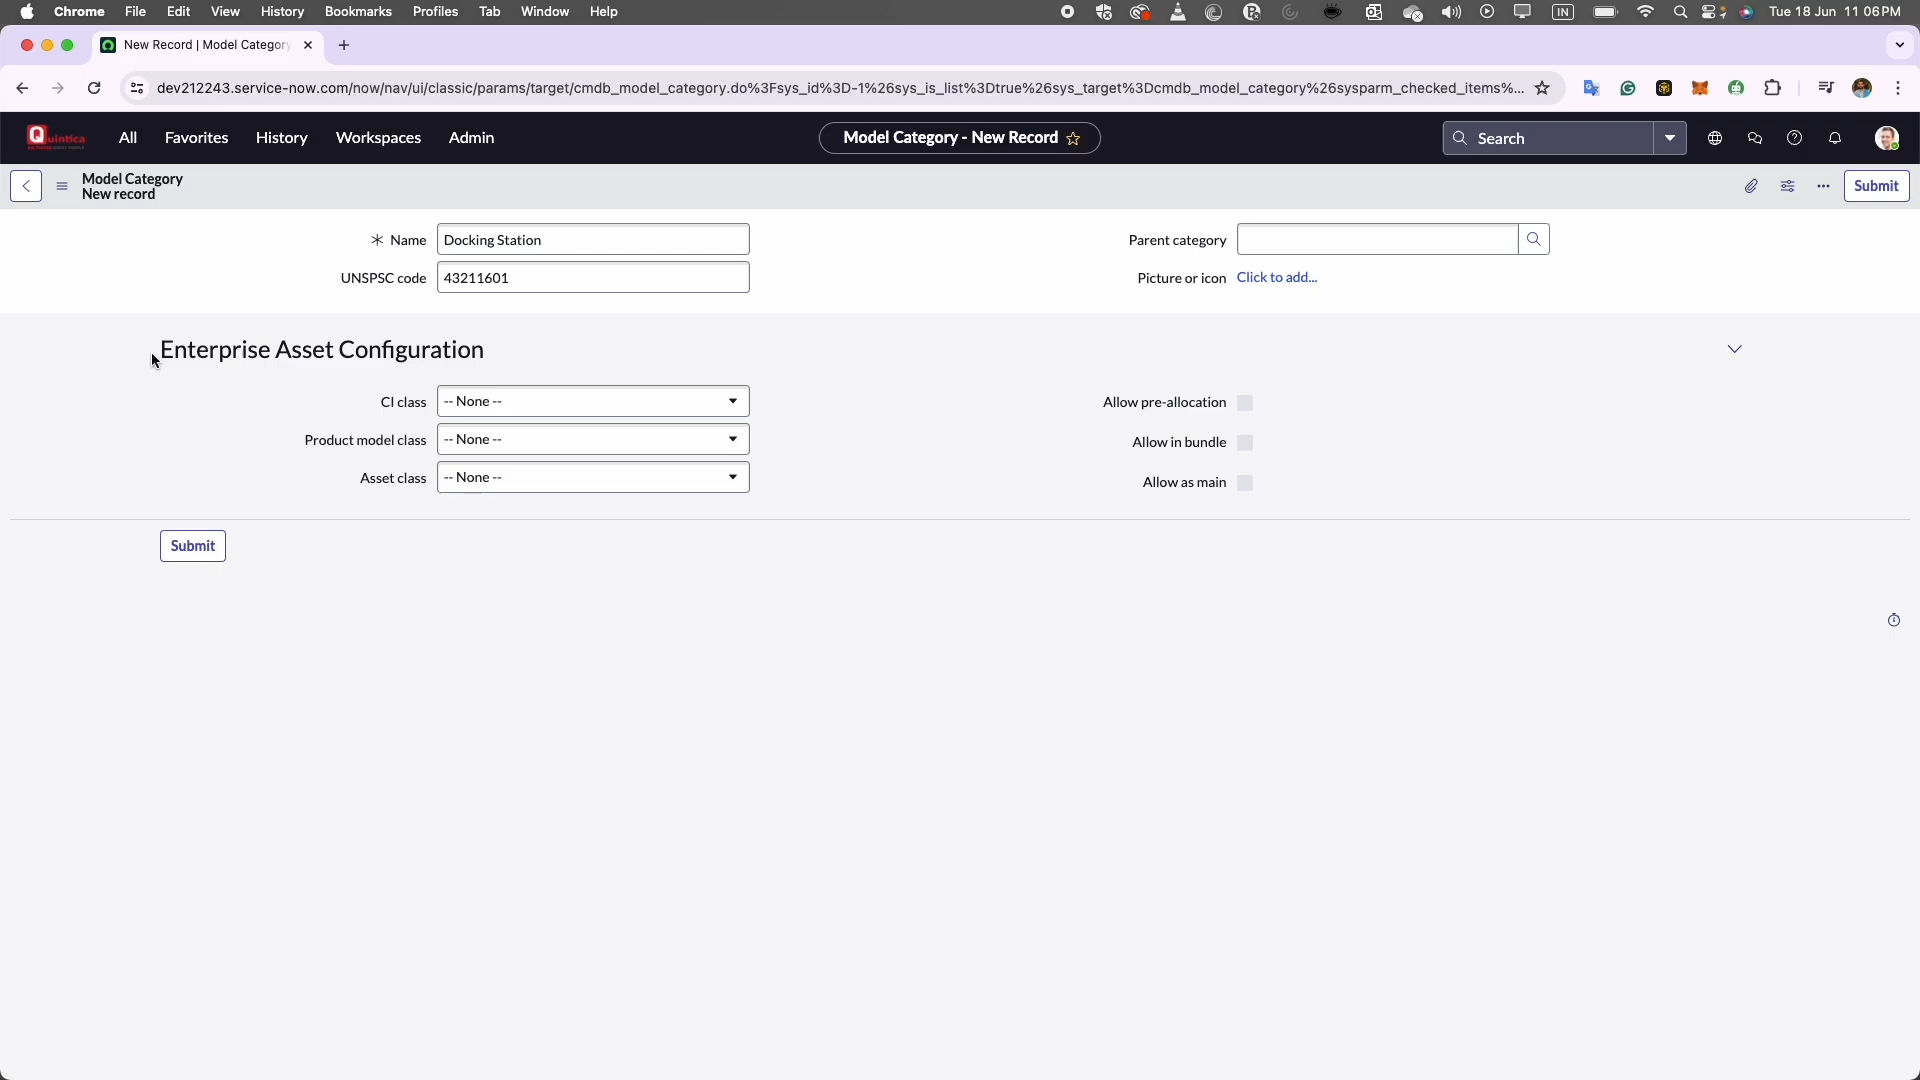 Chrome File Edit View History Bookmarks Profiles Tab Window Help IN Tue 18 Jun 11 06 PM
New Record | Model Category
dev212243.service-now.com/now/nav/ui/classic/params/target/cmdb_model_category.do%3Fsys_id%3D-1%26sys_is_list%3Dtrue%26sys_target%3Dcmdb_model_category%26sysparm_checked_items%...
Quintica All Favorites History Workspaces Admin Model Category - New Record Search
Model Category
New record
Submit
Name Docking Station Parent category
UNSPSC code 43211601 Picture or icon Click to add...
Enterprise Asset Configuration
CI class -- None -- Allow pre-allocation
Product model class -- None -- Allow in bundle
Asset class -- None -- Allow as main
Submit